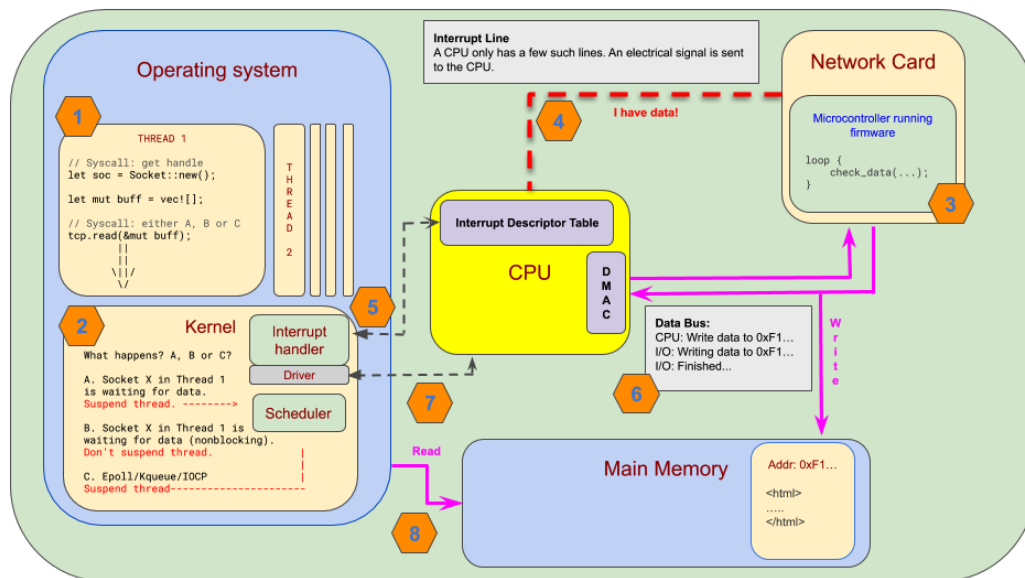 Interrupt Line
A CPU only has a few such lines. An electrical signal is sent
to the CPU.
Operating system
1
THREAD 1
// Syscall: get handle
let soc = Socket::new();
let mut buff = vec![];
// Syscall: either A, B or C
tcp.read(&mut buff);
||
||
\||/
\/
T
H
R
E
A
D
2
Network Card
Microcontroller running
firmware
loop {
check_data(...);
}
3
4
I have data!
Interrupt Descriptor Table
CPU
D
M
A
C
5
2
Kernel
Interrupt
handler
Driver
Scheduler
What happens? A, B or C?
A. Socket X in Thread 1
is waiting for data.
Suspend thread. -------->
B. Socket X in Thread 1 is
waiting for data (nonblocking).
Don't suspend thread.
C. Epoll/Kqueue/IOCP
Suspend thread--------------------
7
Data Bus:
CPU: Write data to 0xF1...
I/O: Writing data to 0xF1...
I/O: Finished...
6
W
r
i
t
e
Read
8
Main Memory
Addr: 0xF1...
<html>
.....
</html>